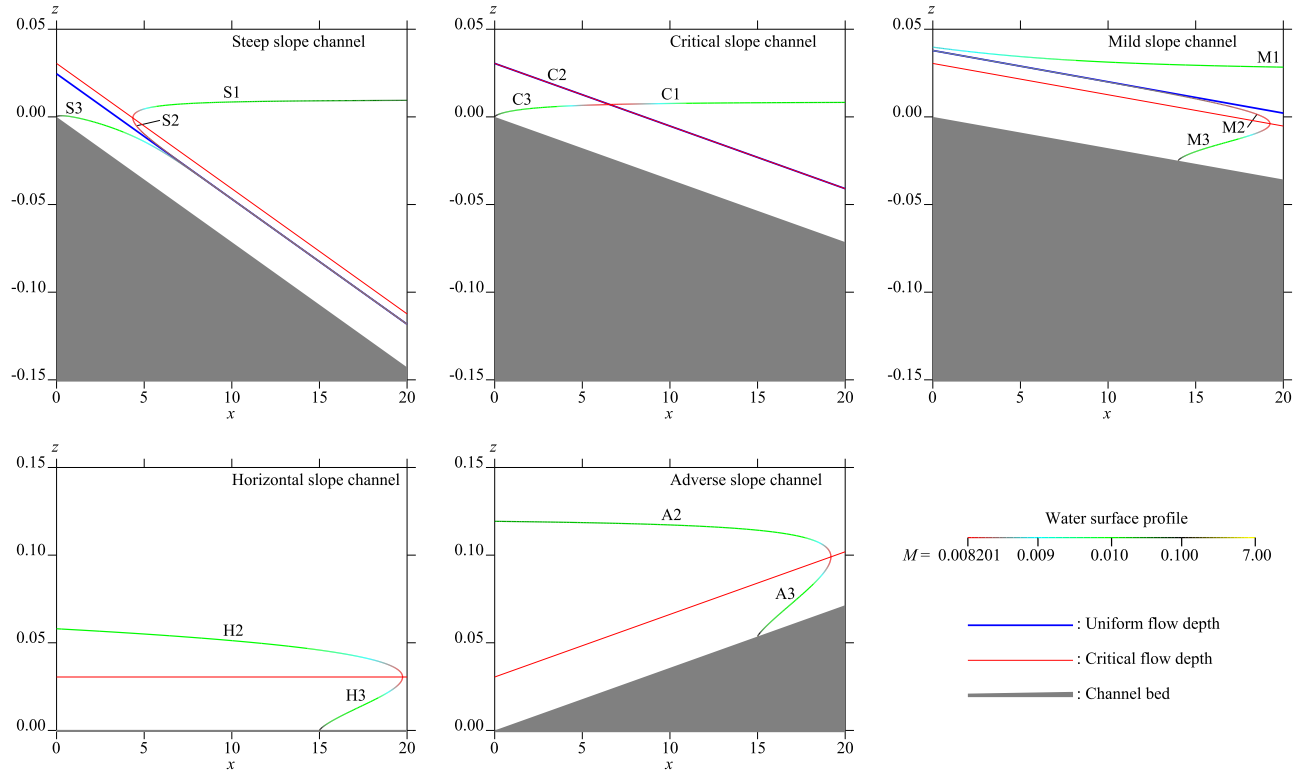 z
0.05
Steep slope channel
S1
S3
0.00
S2
-0.05
-0.10
-0.15
0 5 10 15 20
x
z
0.05
Critical slope channel
C2
C3 C1
0.00
-0.05
-0.10
-0.15
0 5 10 15 20
x
z
0.05
Mild slope channel
M1
0.00
M2
M3
-0.05
-0.10
-0.15
0 5 10 15 20
x
z
0.15
Horizontal slope channel
0.10
H2
0.05
H3
0.00
0 5 10 15 20
x
z
0.15
Adverse slope channel
A2
0.10
A3
0.05
0.00
0 5 10 15 20
x
Water surface profile
M = 0.008201 0.009 0.010 0.100 7.00
: Uniform flow depth
: Critical flow depth
: Channel bed